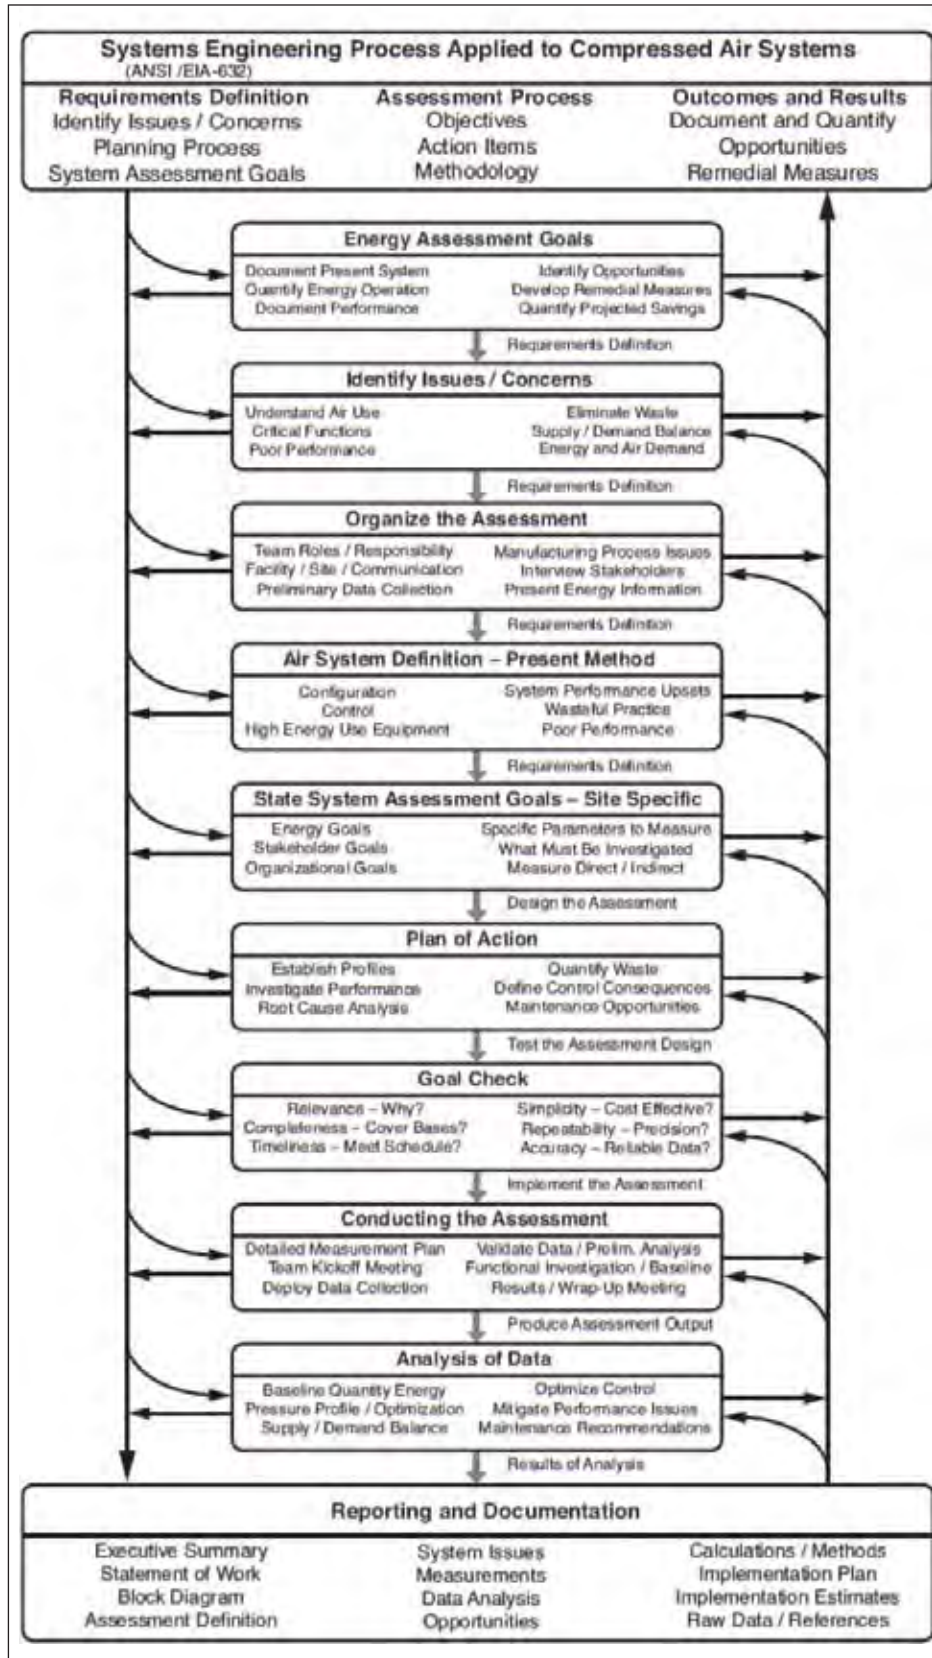 Systems Engineering Process Applied to Compressed Air Systems
(ANSI /EIA-632)
Requirements Definition
Identify Issues / Concerns
Planning Process
System Assessment Goals
Assessment Process
Objectives
Action Items
Methodology
Outcomes and Results
Document and Quantify
Opportunities
Remedial Measures
Energy Assessment Goals
Document Present System
Quantify Energy Operation
Document Performance
Identify Opportunities
Develop Remedial Measures
Quantify Projected Savings
Requirements Definition
Identify Issues / Concerns
Understand Air Use
Critical Functions
Poor Performance
Eliminate Waste
Supply / Demand Balance
Energy and Air Demand
Requirements Definition
Organize the Assessment
Team Roles / Responsibility
Facility / Site / Communication
Preliminary Data Collection
Manufacturing Process Issues
Interview Stakeholders
Present Energy Information
Requirements Definition
Air System Definition – Present Method
Configuration
Control
High Energy Use Equipment
System Performance Upsets
Wasteful Practice
Poor Performance
Requirements Definition
State System Assessment Goals – Site Specific
Energy Goals
Stakeholder Goals
Organizational Goals
Specific Parameters to Measure
What Must Be Investigated
Measure Direct / Indirect
Design the Assessment
Plan of Action
Establish Profiles
Investigate Performance
Root Cause Analysis
Quantify Waste
Define Control Consequences
Maintenance Opportunities
Test the Assessment Design
Goal Check
Relevance – Why?
Completeness – Cover Bases?
Timeliness – Meet Schedule?
Simplicity – Cost Effective?
Repeatability – Precision?
Accuracy – Reliable Data?
Implement the Assessment
Conducting the Assessment
Detailed Measurement Plan
Team Kickoff Meeting
Deploy Data Collection
Validate Data / Prelim. Analysis
Functional Investigation / Baseline
Results / Wrap-Up Meeting
Produce Assessment Output
Analysis of Data
Baseline Quantity Energy
Pressure Profile / Optimization
Supply / Demand Balance
Optimize Control
Mitigate Performance Issues
Maintenance Recommendations
Results of Analysis
Reporting and Documentation
Executive Summary
Statement of Work
Block Diagram
Assessment Definition
System Issues
Measurements
Data Analysis
Opportunities
Calculations / Methods
Implementation Plan
Implementation Estimates
Raw Data / References